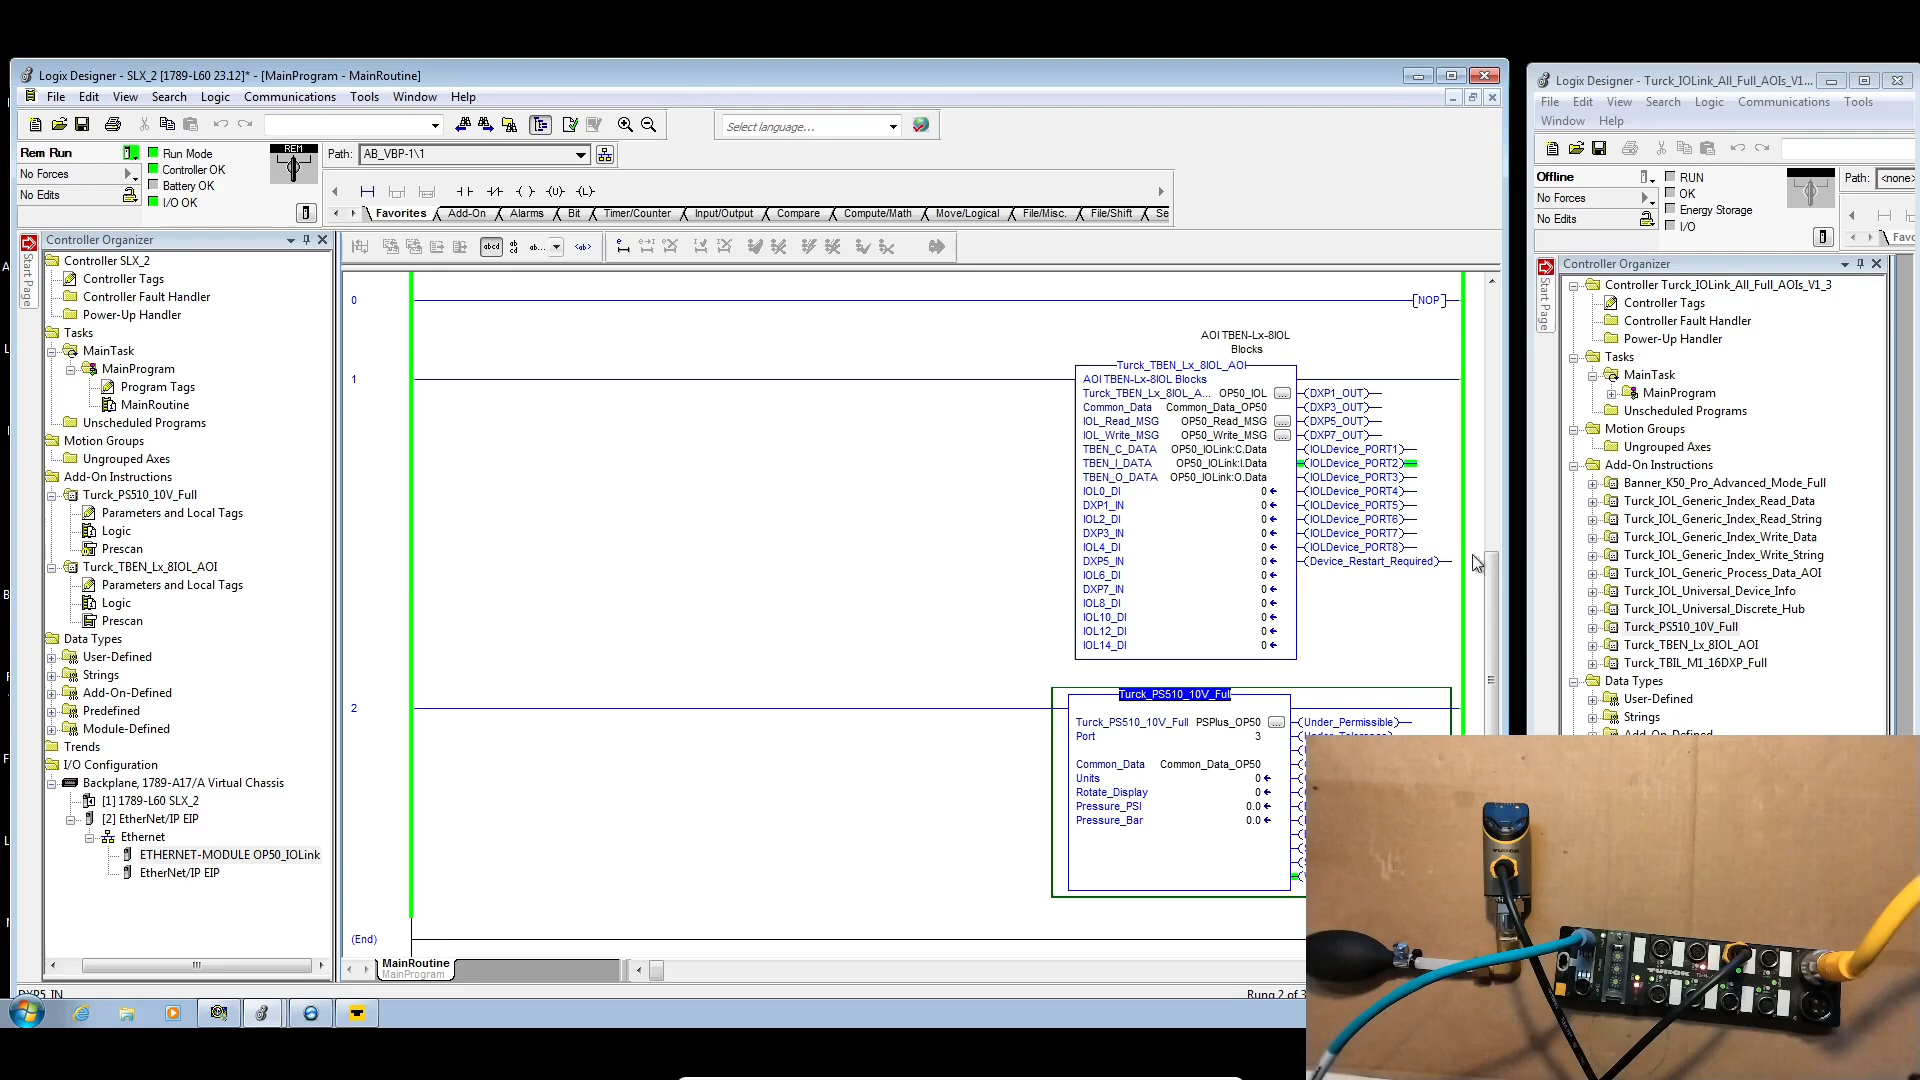 Logix Designer - SLX_2 [1789-L60 23.12]* - [MainProgram - MainRoutine]
File Edit View Search Logic Communications Tools Window Help
Select language...
Rem Run
No Forces
No Edits
Run Mode
Controller OK
Battery OK
I/O OK
REM
Path: AB_VBP-1\1
Favorites Add-On Alarms Bit Timer/Counter Input/Output Compare Compute/Math Move/Logical File/Misc. File/Shift Se
Start Page
Controller Organizer
Controller SLX_2
Controller Tags
Controller Fault Handler
Power-Up Handler
Tasks
MainTask
MainProgram
Program Tags
MainRoutine
Unscheduled Programs
Motion Groups
Ungrouped Axes
Add-On Instructions
Turck_PS510_10V_Full
Parameters and Local Tags
Logic
Prescan
Turck_TBEN_Lx_8IOL_AOI
Parameters and Local Tags
Logic
Prescan
Data Types
User-Defined
Strings
Add-On-Defined
Predefined
Module-Defined
Trends
I/O Configuration
Backplane, 1789-A17/A Virtual Chassis
[1] 1789-L60 SLX_2
[2] EtherNet/IP EIP
Ethernet
ETHERNET-MODULE OP50_IOLink
EtherNet/IP EIP
0
NOP
1
AOI TBEN-Lx-8IOL
Blocks
Turck_TBEN_Lx_8IOL_AOI
AOI TBEN-Lx-8IOL Blocks
Turck_TBEN_Lx_8IOL_A... OP50_IOL ... DXP1_OUT
Common_Data Common_Data_OP50 DXP3_OUT
IOL_Read_MSG OP50_Read_MSG ... DXP5_OUT
IOL_Write_MSG OP50_Write_MSG ... DXP7_OUT
TBEN_C_DATA OP50_IOLink:C.Data IOLDevice_PORT1
TBEN_I_DATA OP50_IOLink:I.Data IOLDevice_PORT2
TBEN_O_DATA OP50_IOLink:O.Data IOLDevice_PORT3
IOL0_DI 0 IOLDevice_PORT4
DXP1_IN 0 IOLDevice_PORT5
IOL2_DI 0 IOLDevice_PORT6
DXP3_IN 0 IOLDevice_PORT7
IOL4_DI 0 IOLDevice_PORT8
DXP5_IN 0 Device_Restart_Required
IOL6_DI 0
DXP7_IN 0
IOL8_DI 0
IOL10_DI 0
IOL12_DI 0
IOL14_DI 0
2
Turck_PS510_10V_Full
Turck_PS510_10V_Full PSPlus_OP50 ... Under_Permissible
Port 3
Common_Data Common_Data_OP50
Units 0
Rotate_Display 0
Pressure_PSI 0.0
Pressure_Bar 0.0
(End)
MainRoutine
MainProgram
DXP5_IN
Rung 2 of 3
Logix Designer - Turck_IOLink_All_Full_AOIs_V1...
File Edit View Search Logic Communications Tools
Window Help
Offline
No Forces
No Edits
RUN
OK
Energy Storage
I/O
Path: <none>
Favo
Start Page
Controller Organizer
Controller Turck_IOLink_All_Full_AOIs_V1_3
Controller Tags
Controller Fault Handler
Power-Up Handler
Tasks
MainTask
MainProgram
Unscheduled Programs
Motion Groups
Ungrouped Axes
Add-On Instructions
Banner_K50_Pro_Advanced_Mode_Full
Turck_IOL_Generic_Index_Read_Data
Turck_IOL_Generic_Index_Read_String
Turck_IOL_Generic_Index_Write_Data
Turck_IOL_Generic_Index_Write_String
Turck_IOL_Generic_Process_Data_AOI
Turck_IOL_Universal_Device_Info
Turck_IOL_Universal_Discrete_Hub
Turck_PS510_10V_Full
Turck_TBEN_Lx_8IOL_AOI
Turck_TBIL_M1_16DXP_Full
Data Types
User-Defined
Strings
TURCK
TURCK